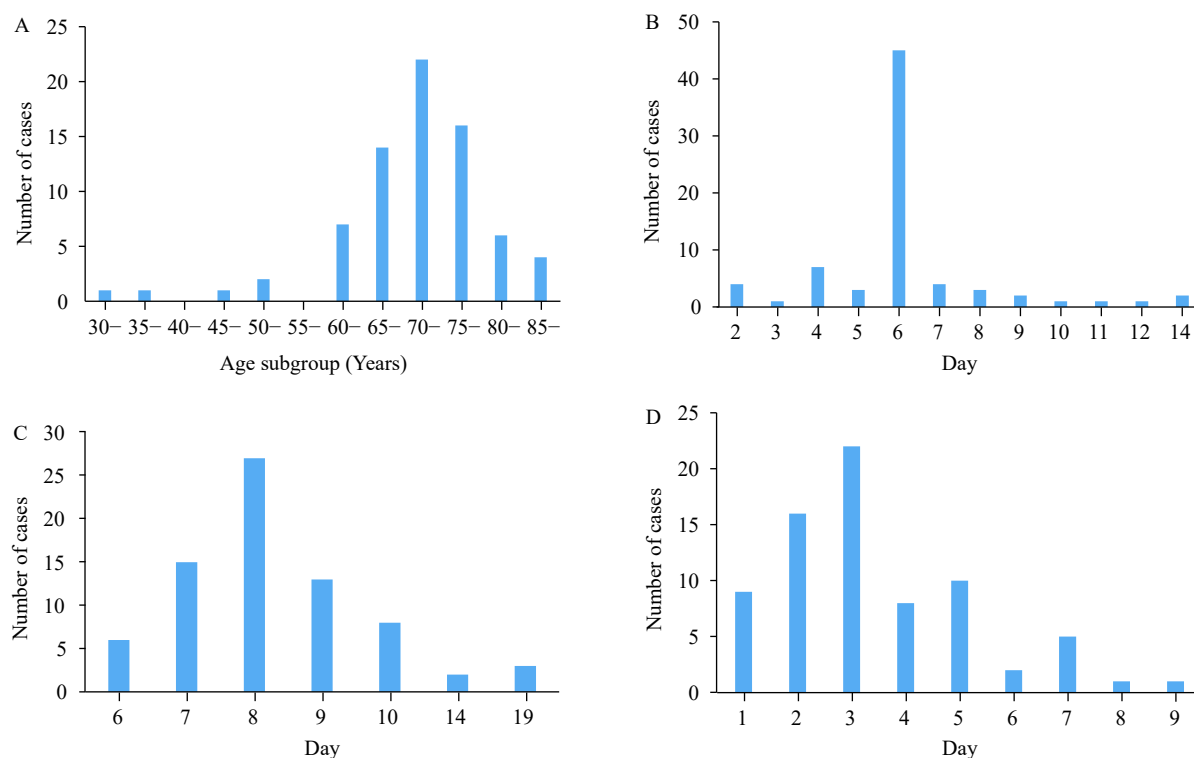 A
25
20
15
10
5
0
Number of cases
30− 35− 40− 45− 50− 55− 60− 65− 70− 75− 80− 85−
Age subgroup (Years)
B
50
40
30
20
10
0
Number of cases
2 3 4 5 6 7 8 9 10 11 12 14
Day
C
30
25
20
15
10
5
0
Number of cases
6 7 8 9 10 14 19
Day
D
25
20
15
10
5
0
Number of cases
1 2 3 4 5 6 7 8 9
Day